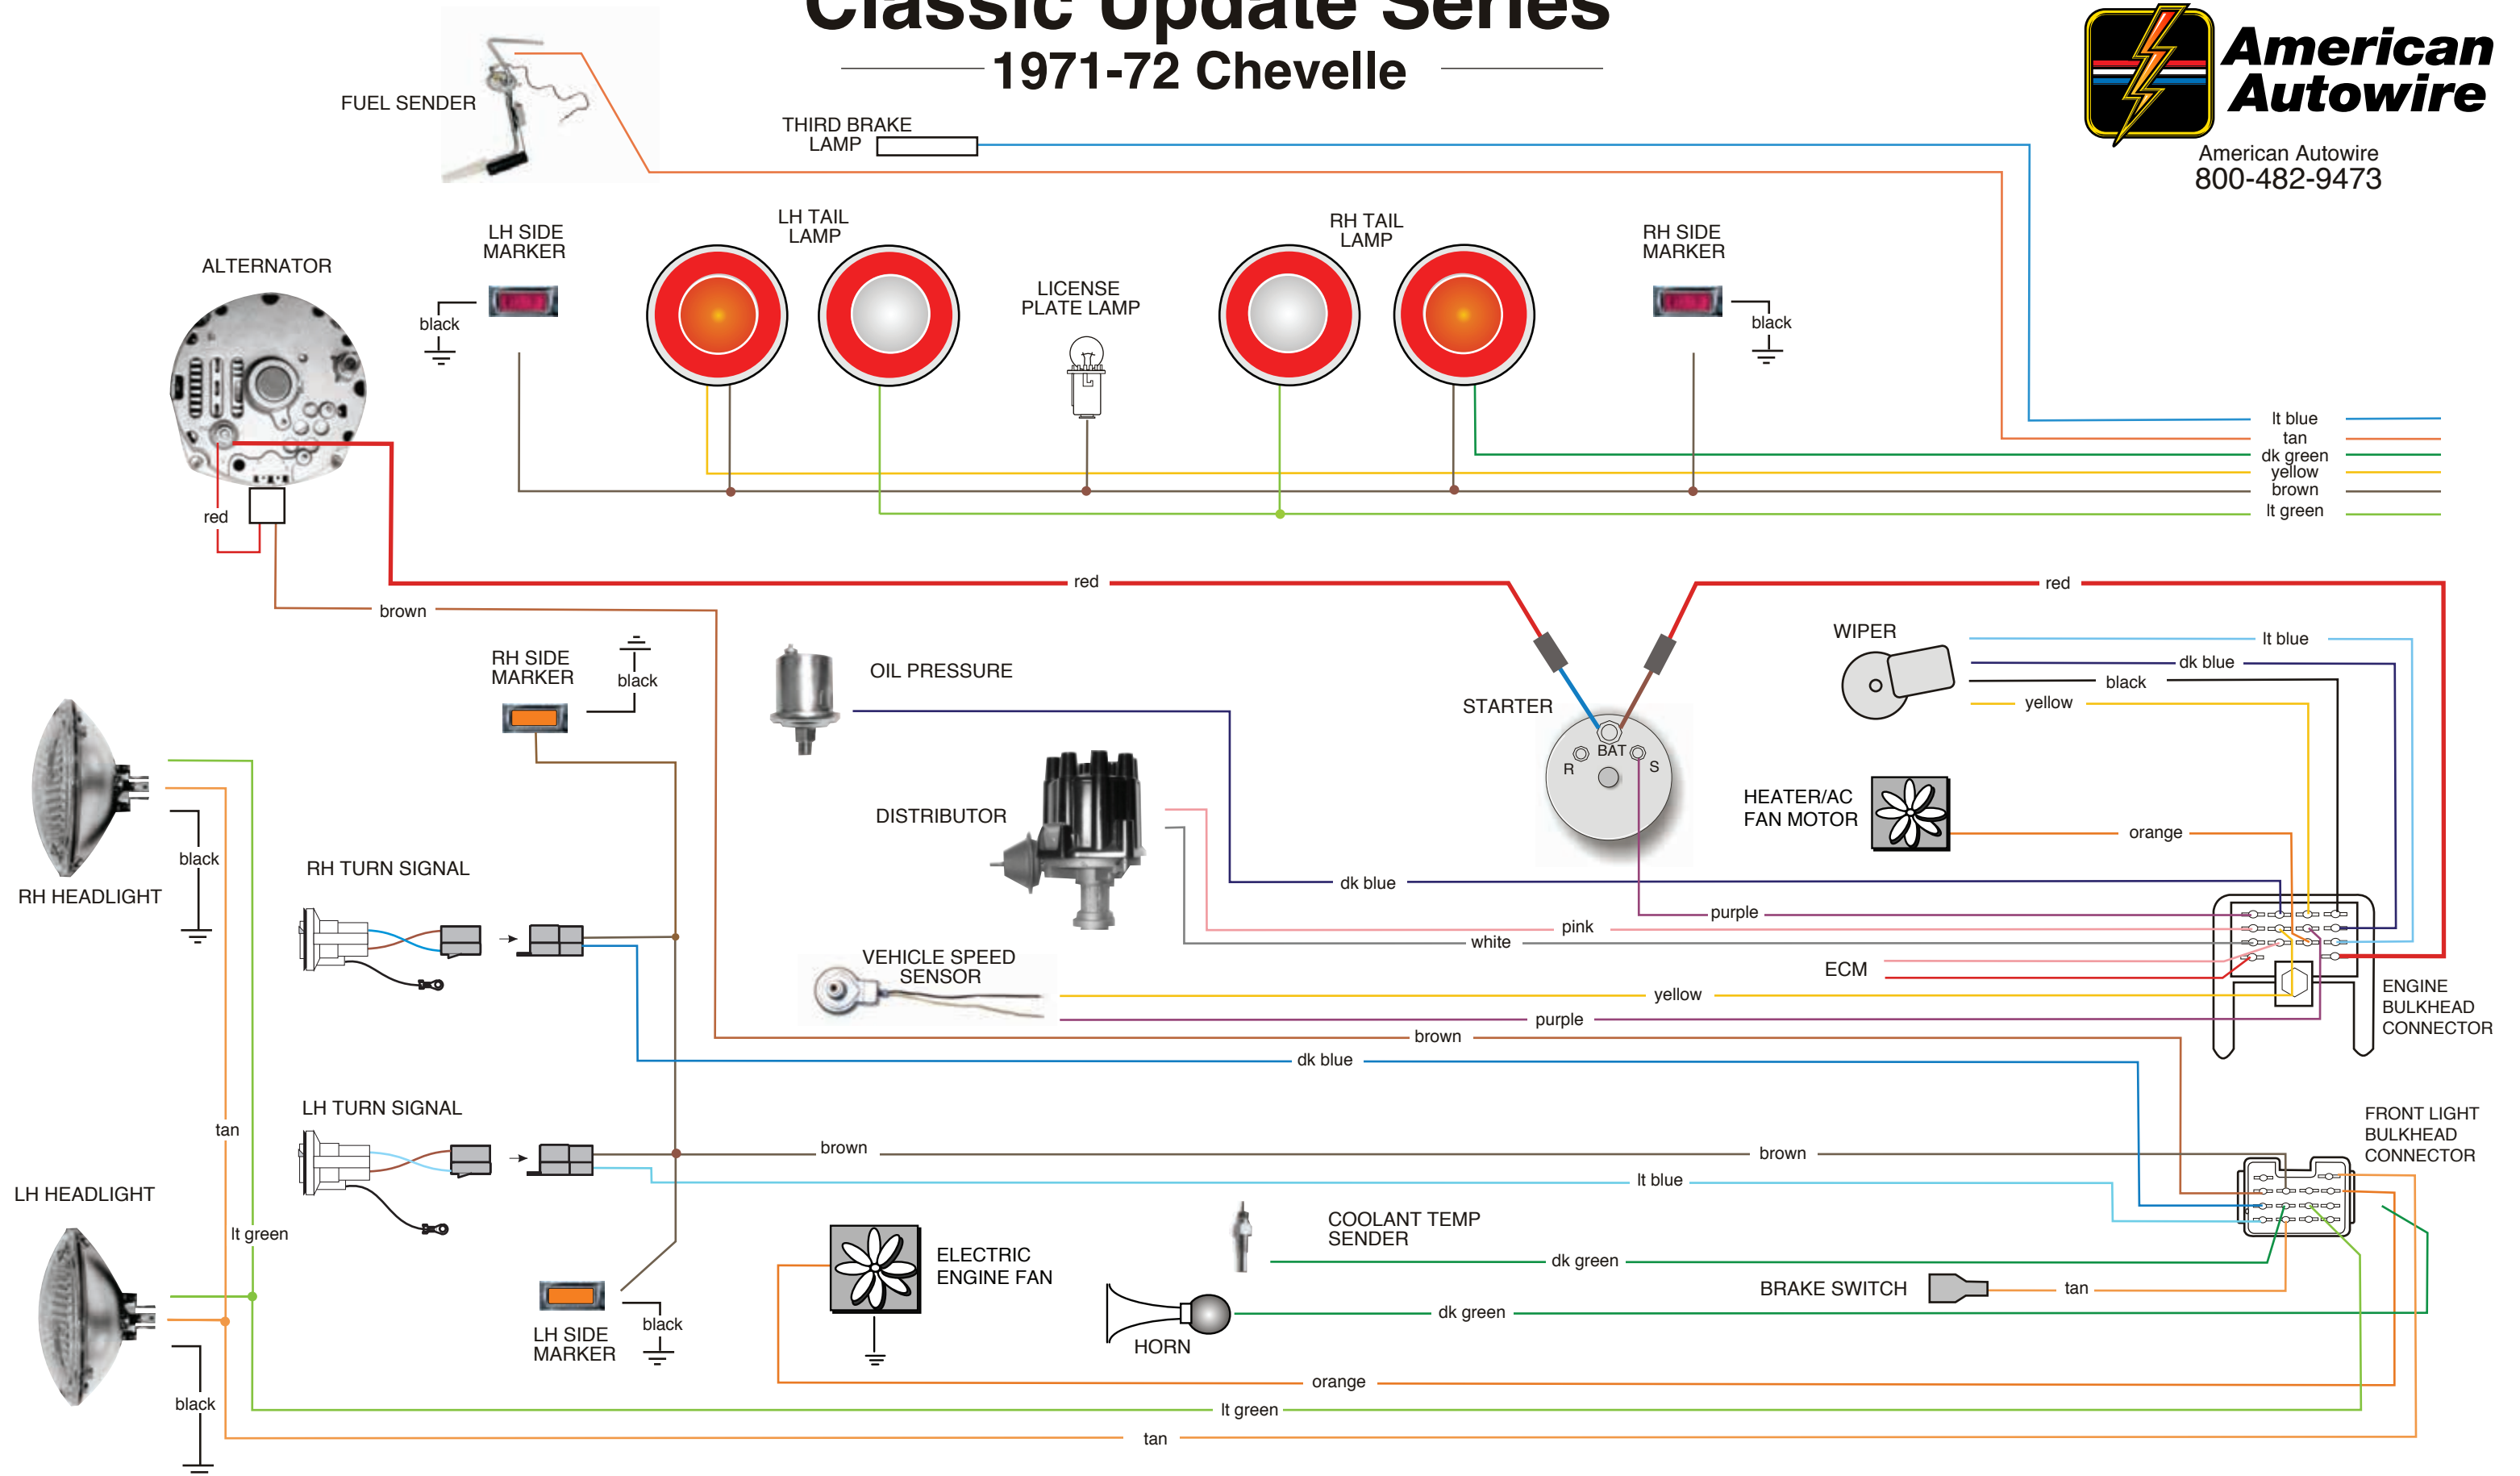 Classic Update Series
1971-72 Chevelle
American
Autowire
American Autowire
800-482-9473
FUEL SENDER
THIRD BRAKE
LAMP
LH SIDE
MARKER
LH TAIL
LAMP
RH TAIL
LAMP
RH SIDE
MARKER
ALTERNATOR
LICENSE
PLATE LAMP
black
black
lt blue
tan
dk green
yellow
brown
lt green
red
red
red
brown
RH SIDE
MARKER
black
OIL PRESSURE
STARTER
BAT
R
S
WIPER
lt blue
dk blue
black
yellow
HEATER/AC
FAN MOTOR
orange
DISTRIBUTOR
black
RH HEADLIGHT
RH TURN SIGNAL
dk blue
purple
pink
white
VEHICLE SPEED
SENSOR
ECM
yellow
purple
ENGINE
BULKHEAD
CONNECTOR
brown
dk blue
LH TURN SIGNAL
tan
brown
brown
lt blue
FRONT LIGHT
BULKHEAD
CONNECTOR
LH HEADLIGHT
lt green
ELECTRIC
ENGINE FAN
COOLANT TEMP
SENDER
dk green
BRAKE SWITCH
tan
HORN
dk green
LH SIDE
MARKER
black
black
orange
lt green
tan